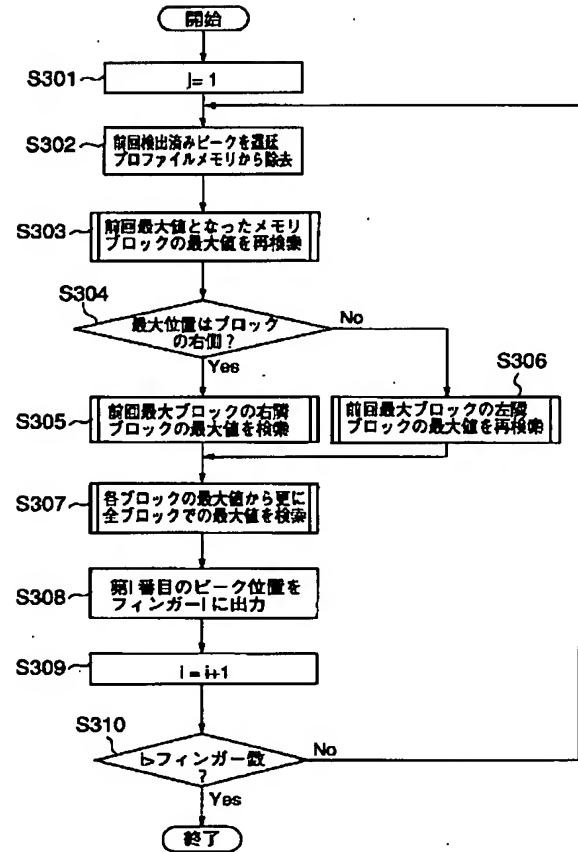 開始
S301
i= 1
S302
前回検出済みピークを遅延
プロファイルメモリから除去
S303
前回最大値となったメモリ
ブロックの最大値を再検索
S304
最大位置はブロック
の右側?
No
Yes
S305
前回最大ブロックの右隣
ブロックの最大値を検索
S306
前回最大ブロックの左隣
ブロックの最大値を再検索
S307
各ブロックの最大値から更に
全ブロックでの最大値を検索
S308
第i番目のピーク位置を
フィンガーiに出力
S309
i = i+1
S310
i>フィンガー数
?
No
Yes
終了